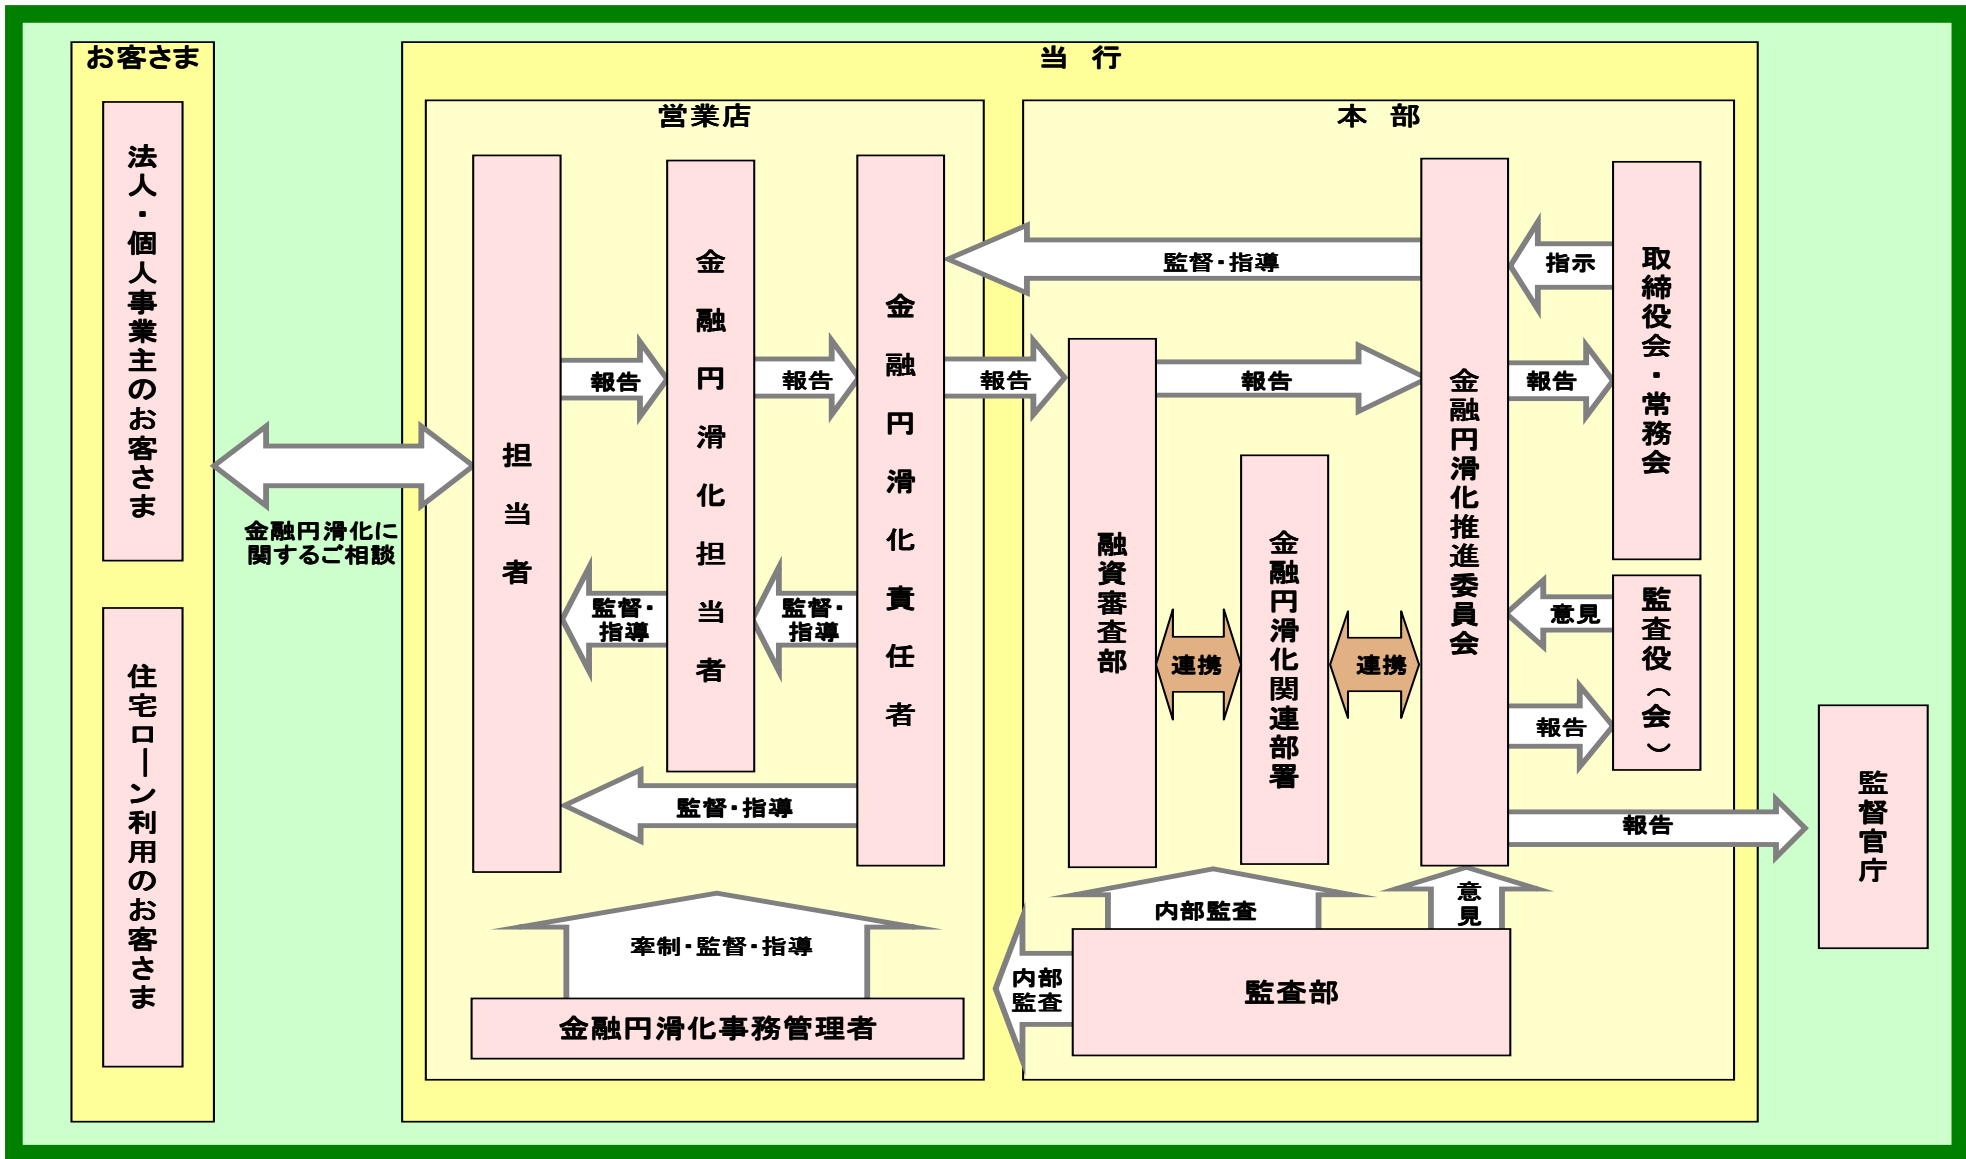 お客さま
法人・個人事業主のお客さま
住宅ローン利用のお客さま
金融円滑化に
関するご相談
当　行
営業店
担当者
報告
金融円滑化担当者
報告
金融円滑化責任者
報告
監督・
指導
監督・
指導
監督・指導
牽制・監督・指導
金融円滑化事務管理者
本　部
監督・指導
融資審査部
報告
連携
金融円滑化関連部署
連携
金融円滑化推進委員会
指示
報告
取締役会・常務会
意見
報告
監査役（会）
報告
内部監査
意見
内部
監査
監査部
監督官庁